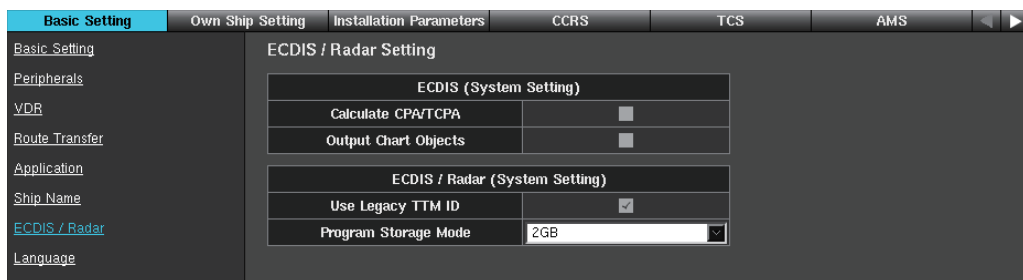 Basic Setting Own Ship Setting Installation Parameters CCRS TCS AMS
Basic Setting
Peripherals
VDR
Route Transfer
Application
Ship Name
ECDIS / Radar
Language
ECDIS / Radar Setting
ECDIS (System Setting)
Calculate CPA/TCPA
Output Chart Objects
ECDIS / Radar (System Setting)
Use Legacy TTM ID
Program Storage Mode 2GB